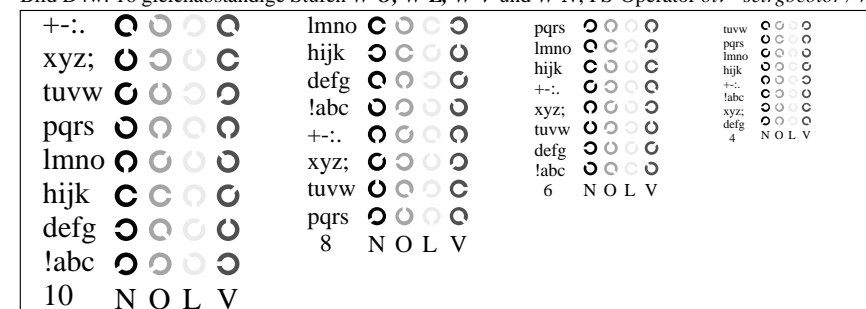 +-:.
xyz;
tuvw
pqrs
lmno
hijk
defg
!abc
10 N O L V
lmno
hijk
defg
!abc
+-:.
xyz;
tuvw
pqrs
8 N O L V
pqrs
lmno
hijk
+-:.
xyz;
tuvw
defg
!abc
6 N O L V
tuvw
pqrs
lmno
hijk
+-:.
!abc
xyz;
defg
4 N O L V